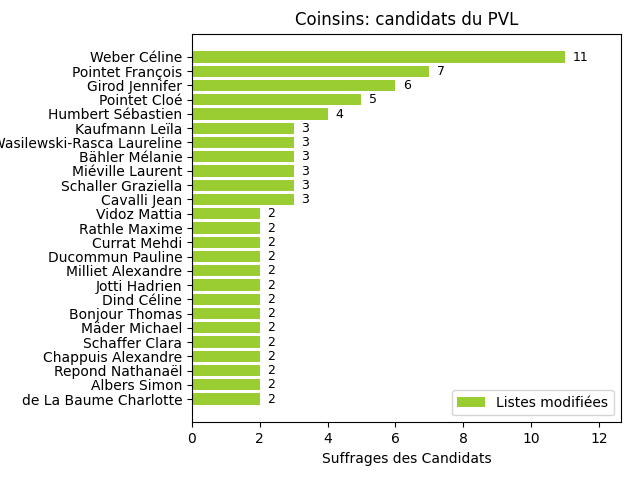 Coinsins: candidats du PVL
Weber Céline 11
Pointet François 7
Girod Jennifer 6
Pointet Cloé 5
Humbert Sébastien 4
Kaufmann Leïla 3
Wasilewski-Rasca Laureline 3
Bähler Mélanie 3
Miéville Laurent 3
Schaller Graziella 3
Cavalli Jean 3
Vidoz Mattia 2
Rathle Maxime 2
Currat Mehdi 2
Ducommun Pauline 2
Milliet Alexandre 2
Jotti Hadrien 2
Dind Céline 2
Bonjour Thomas 2
Mäder Michael 2
Schaffer Clara 2
Chappuis Alexandre 2
Repond Nathanaël 2
Albers Simon 2
de La Baume Charlotte 2
Listes modifiées
0 2 4 6 8 10 12
Suffrages des Candidats